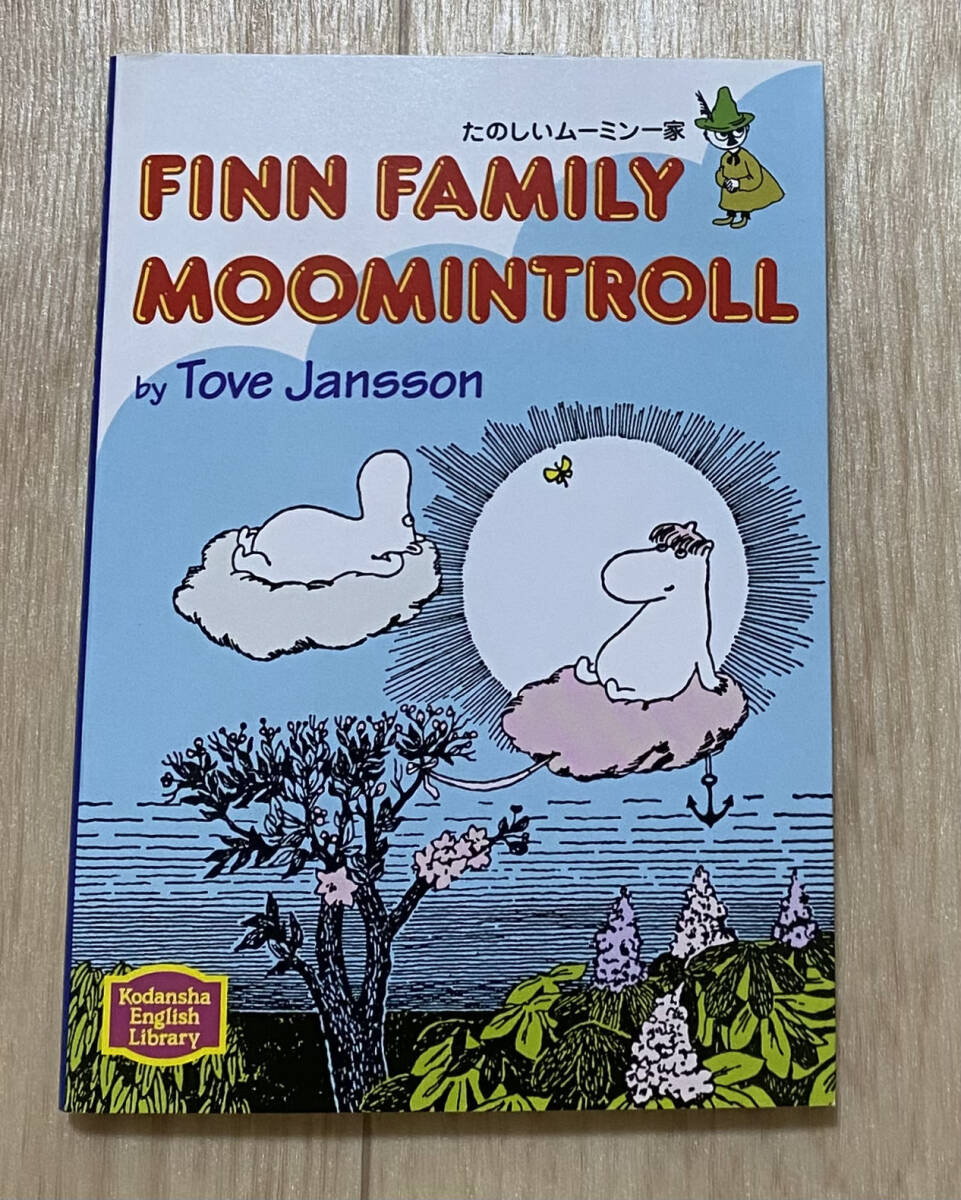 たのしいムーミン一家
FINN FAMILY
MOOMINTROLL
by Tove Jansson
Kodansha
English
Library